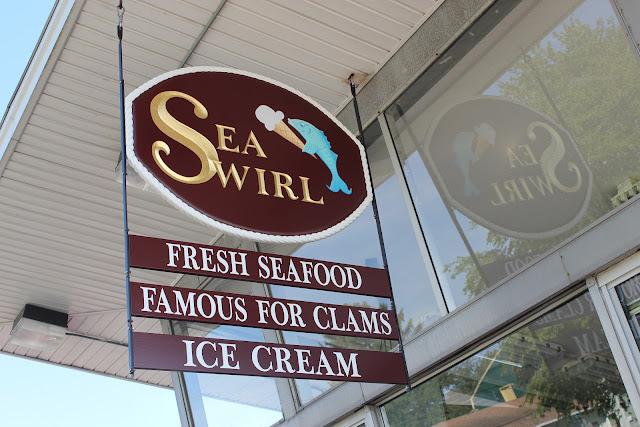 SEA
SWIRL
FRESH SEAFOOD
FAMOUS FOR CLAMS
ICE CREAM